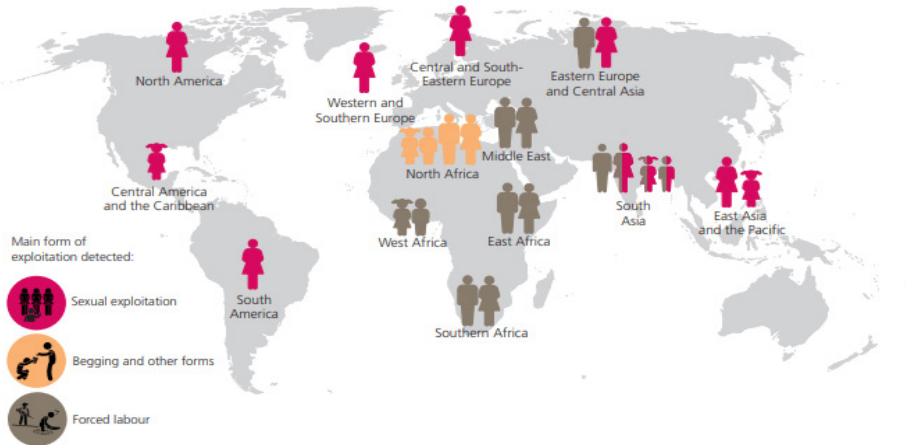 North America
Western and
Southern Europe
Central and South-
Eastern Europe
Eastern Europe
and Central Asia
Central America
and the Caribbean
North Africa
Middle East
South
Asia
East Asia
and the Pacific
West Africa
East Africa
South
America
Southern Africa
Main form of
exploitation detected:
Sexual exploitation
Begging and other forms
Forced labour